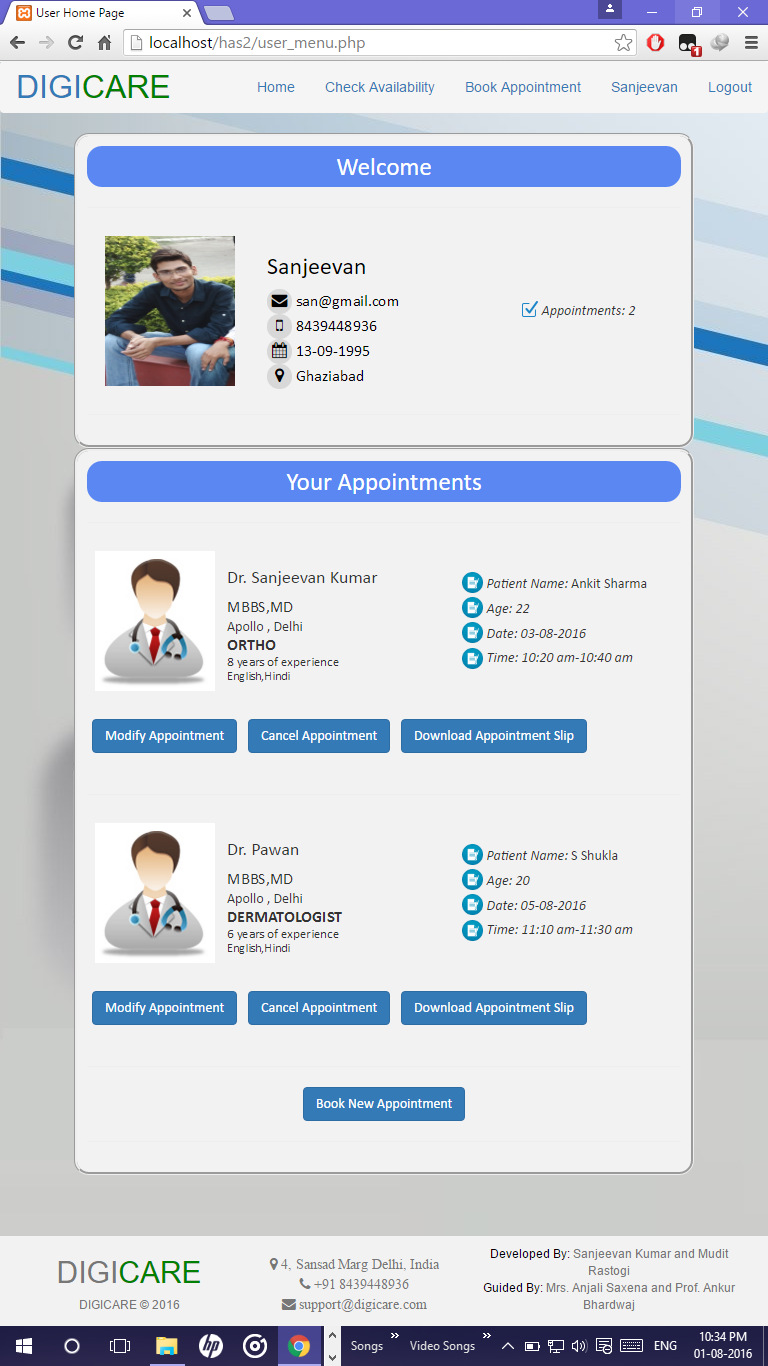 User Home Page
localhost/has2/user_menu.php
1
DIGICARE
Home Check Availability Book Appointment Sanjeevan Logout
Welcome
Sanjeevan
san@gmail.com
8439448936
13-09-1995
Ghaziabad
Appointments: 2
Your Appointments
Dr. Sanjeevan Kumar
MBBS,MD
Apollo , Delhi
ORTHO
8 years of experience
English,Hindi
Patient Name: Ankit Sharma
Age: 22
Date: 03-08-2016
Time: 10:20 am-10:40 am
Modify Appointment Cancel Appointment Download Appointment Slip
Dr. Pawan
MBBS,MD
Apollo , Delhi
DERMATOLOGIST
6 years of experience
English,Hindi
Patient Name: S Shukla
Age: 20
Date: 05-08-2016
Time: 11:10 am-11:30 am
Modify Appointment Cancel Appointment Download Appointment Slip
Book New Appointment
DIGICARE
DIGICARE © 2016
4, Sansad Marg Delhi, India
+91 8439448936
support@digicare.com
Developed By: Sanjeevan Kumar and Mudit
Rastogi
Guided By: Mrs. Anjali Saxena and Prof. Ankur
Bhardwaj
hp
Songs » Video Songs » ENG
10:34 PM
01-08-2016